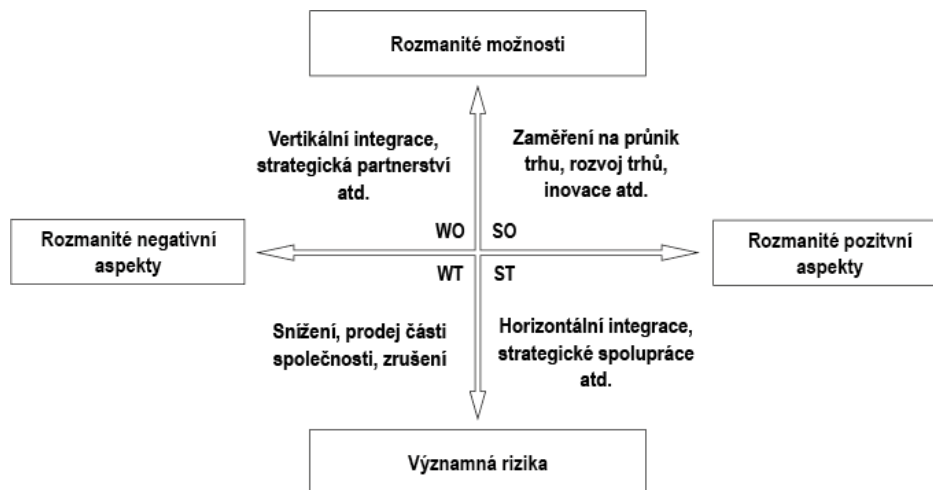 Rozmanité možnosti
Vertikální integrace,
strategická partnerství
atd.
Zaměření na průnik
trhu, rozvoj trhů,
inovace atd.
Rozmanité negativní
aspekty
WO
SO
Rozmanité pozitvní
aspekty
WT
ST
Snížení, prodej části
společnosti, zrušení
Horizontální integrace,
strategické spolupráce
atd.
Významná rizika